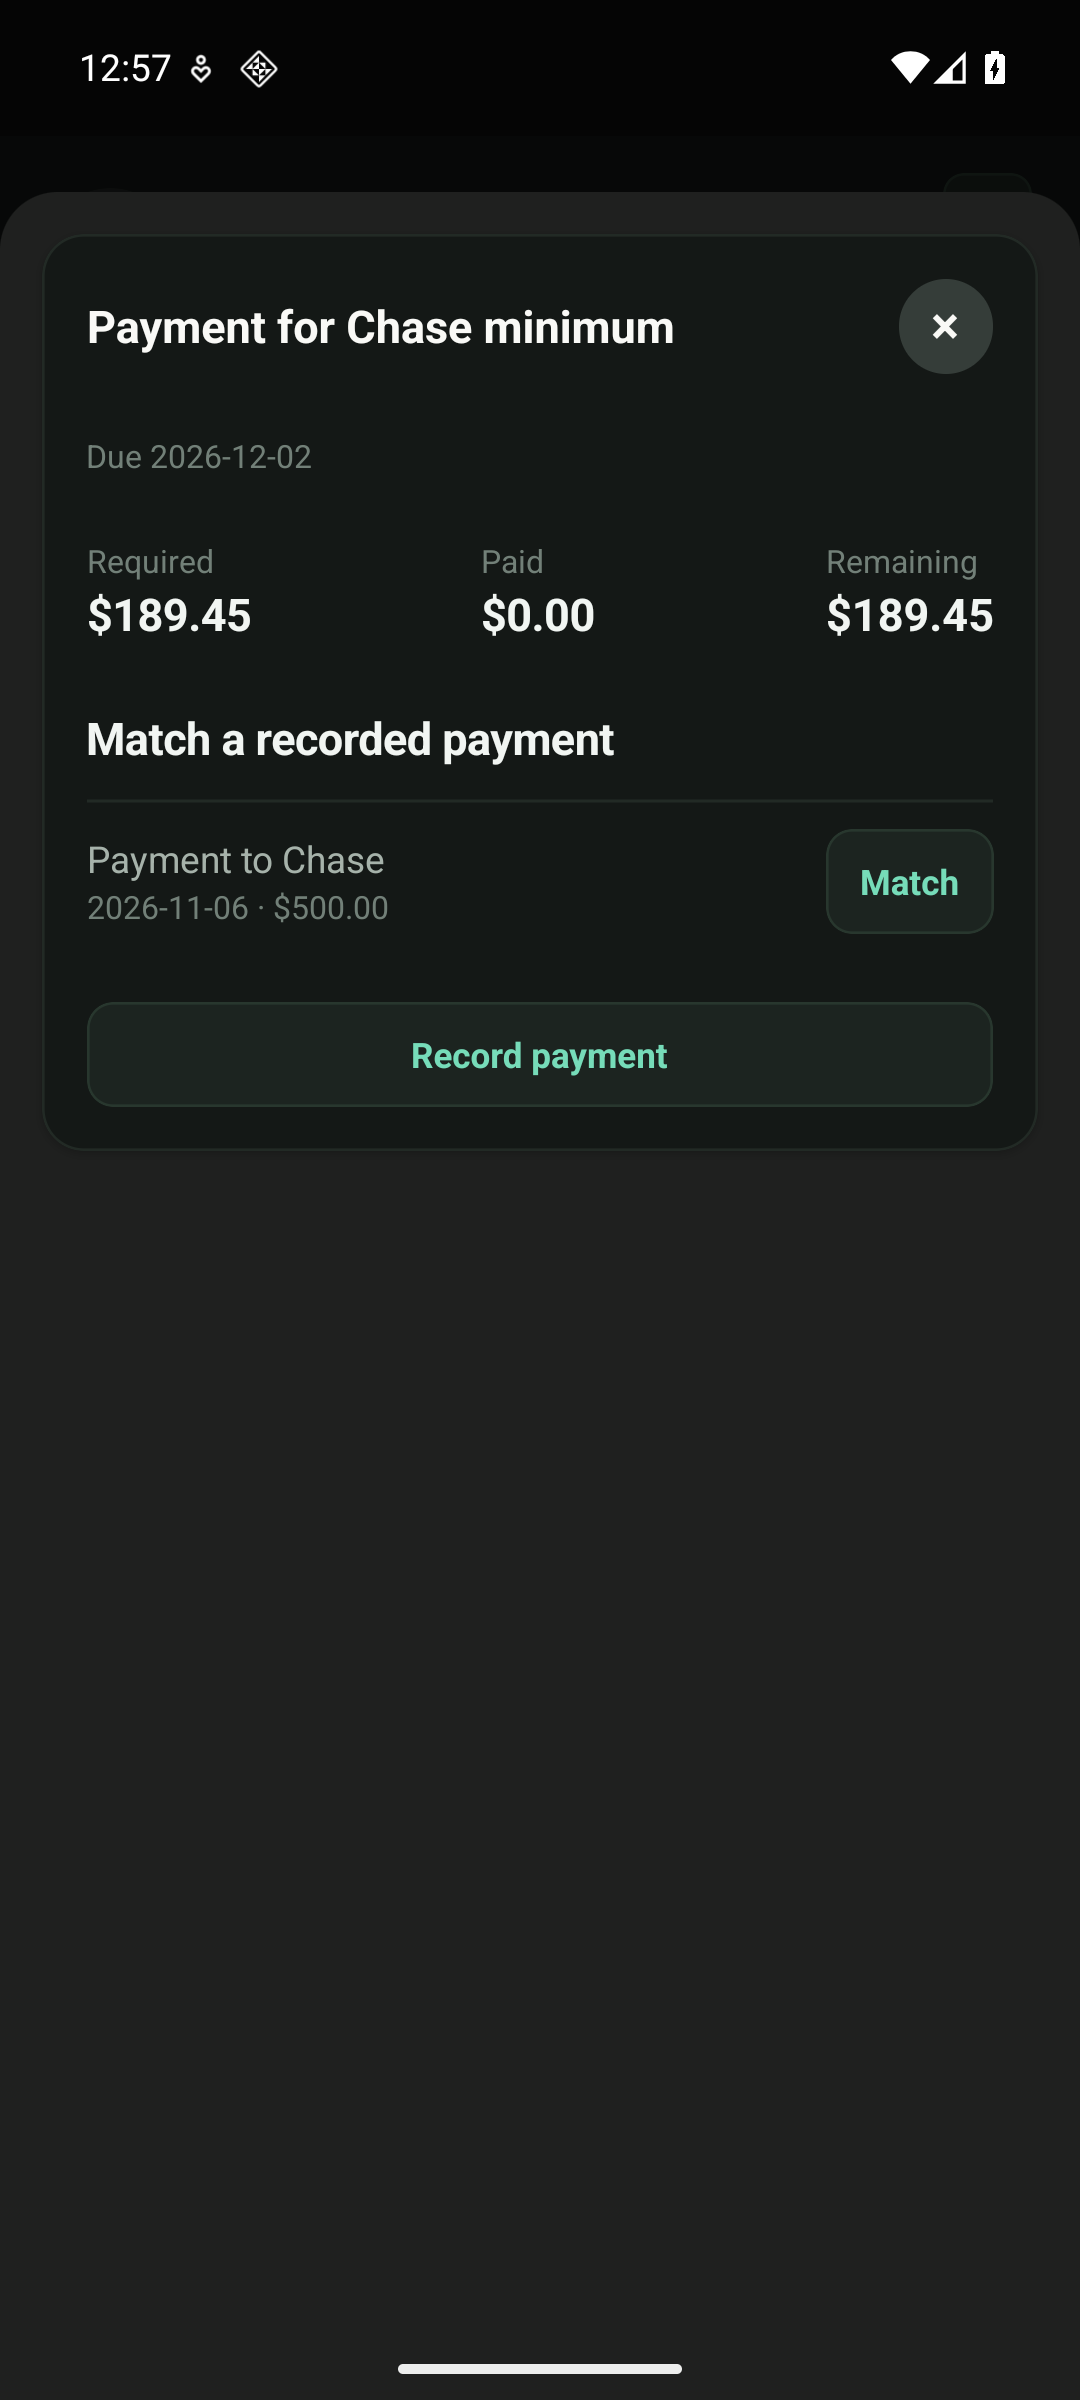 12:57
Payment for Chase minimum
Due 2026-12-02
Required Paid Remaining
$189.45 $0.00 $189.45
Match a recorded payment
Payment to Chase
2026-11-06 · $500.00
Match
Record payment